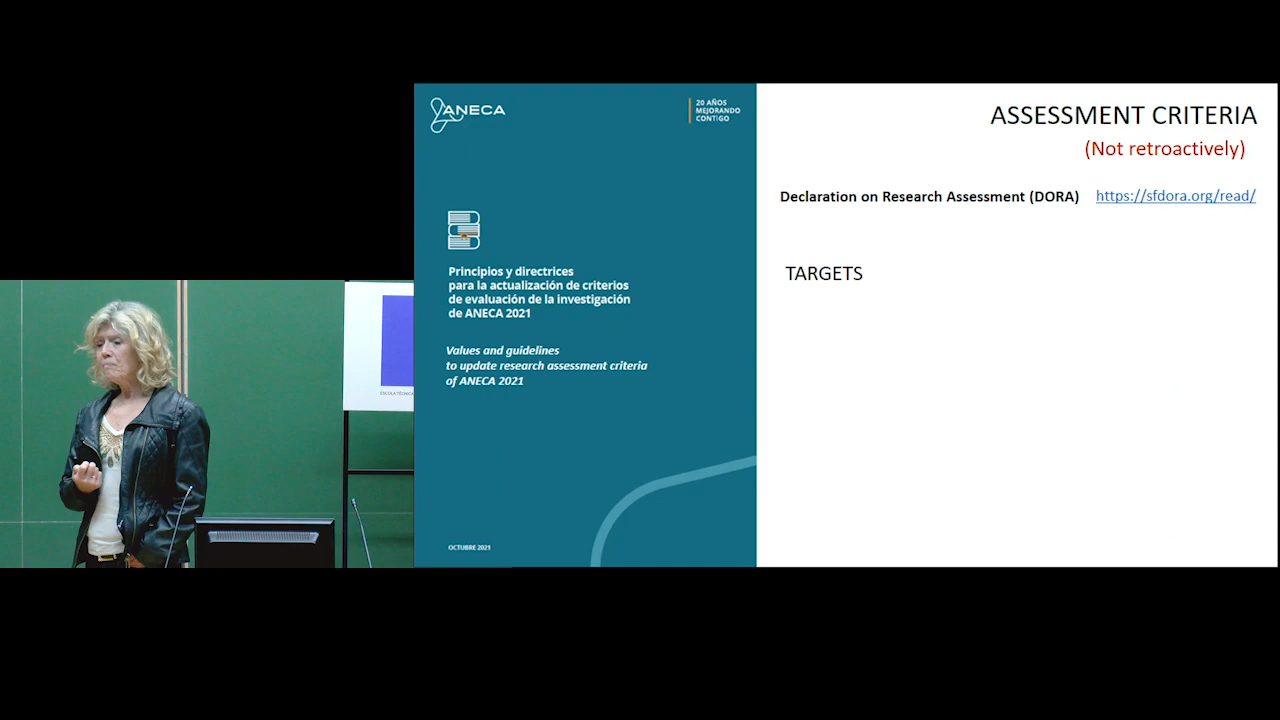 ANECA
20 AÑOS
MEJORANDO
CONTIGO
Principios y directrices
para la actualización de criterios
de evaluación de la investigación
de ANECA 2021
Values and guidelines
to update research assessment criteria
of ANECA 2021
OCTUBRE 2021
ASSESSMENT CRITERIA
(Not retroactively)
Declaration on Research Assessment (DORA) https://sfdora.org/read/
TARGETS
ESCOLA TÈCNICA